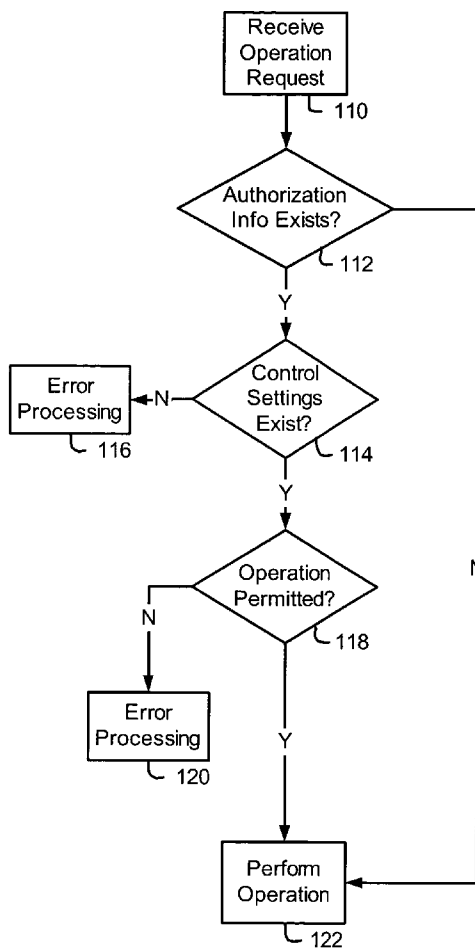 Receive
Operation
Request
110
Authorization
Info Exists?
112
Y
Control
Settings
Exist?
114
N
Error
Processing
116
Y
Operation
Permitted?
118
N
N
Error
Processing
120
Y
Perform
Operation
122